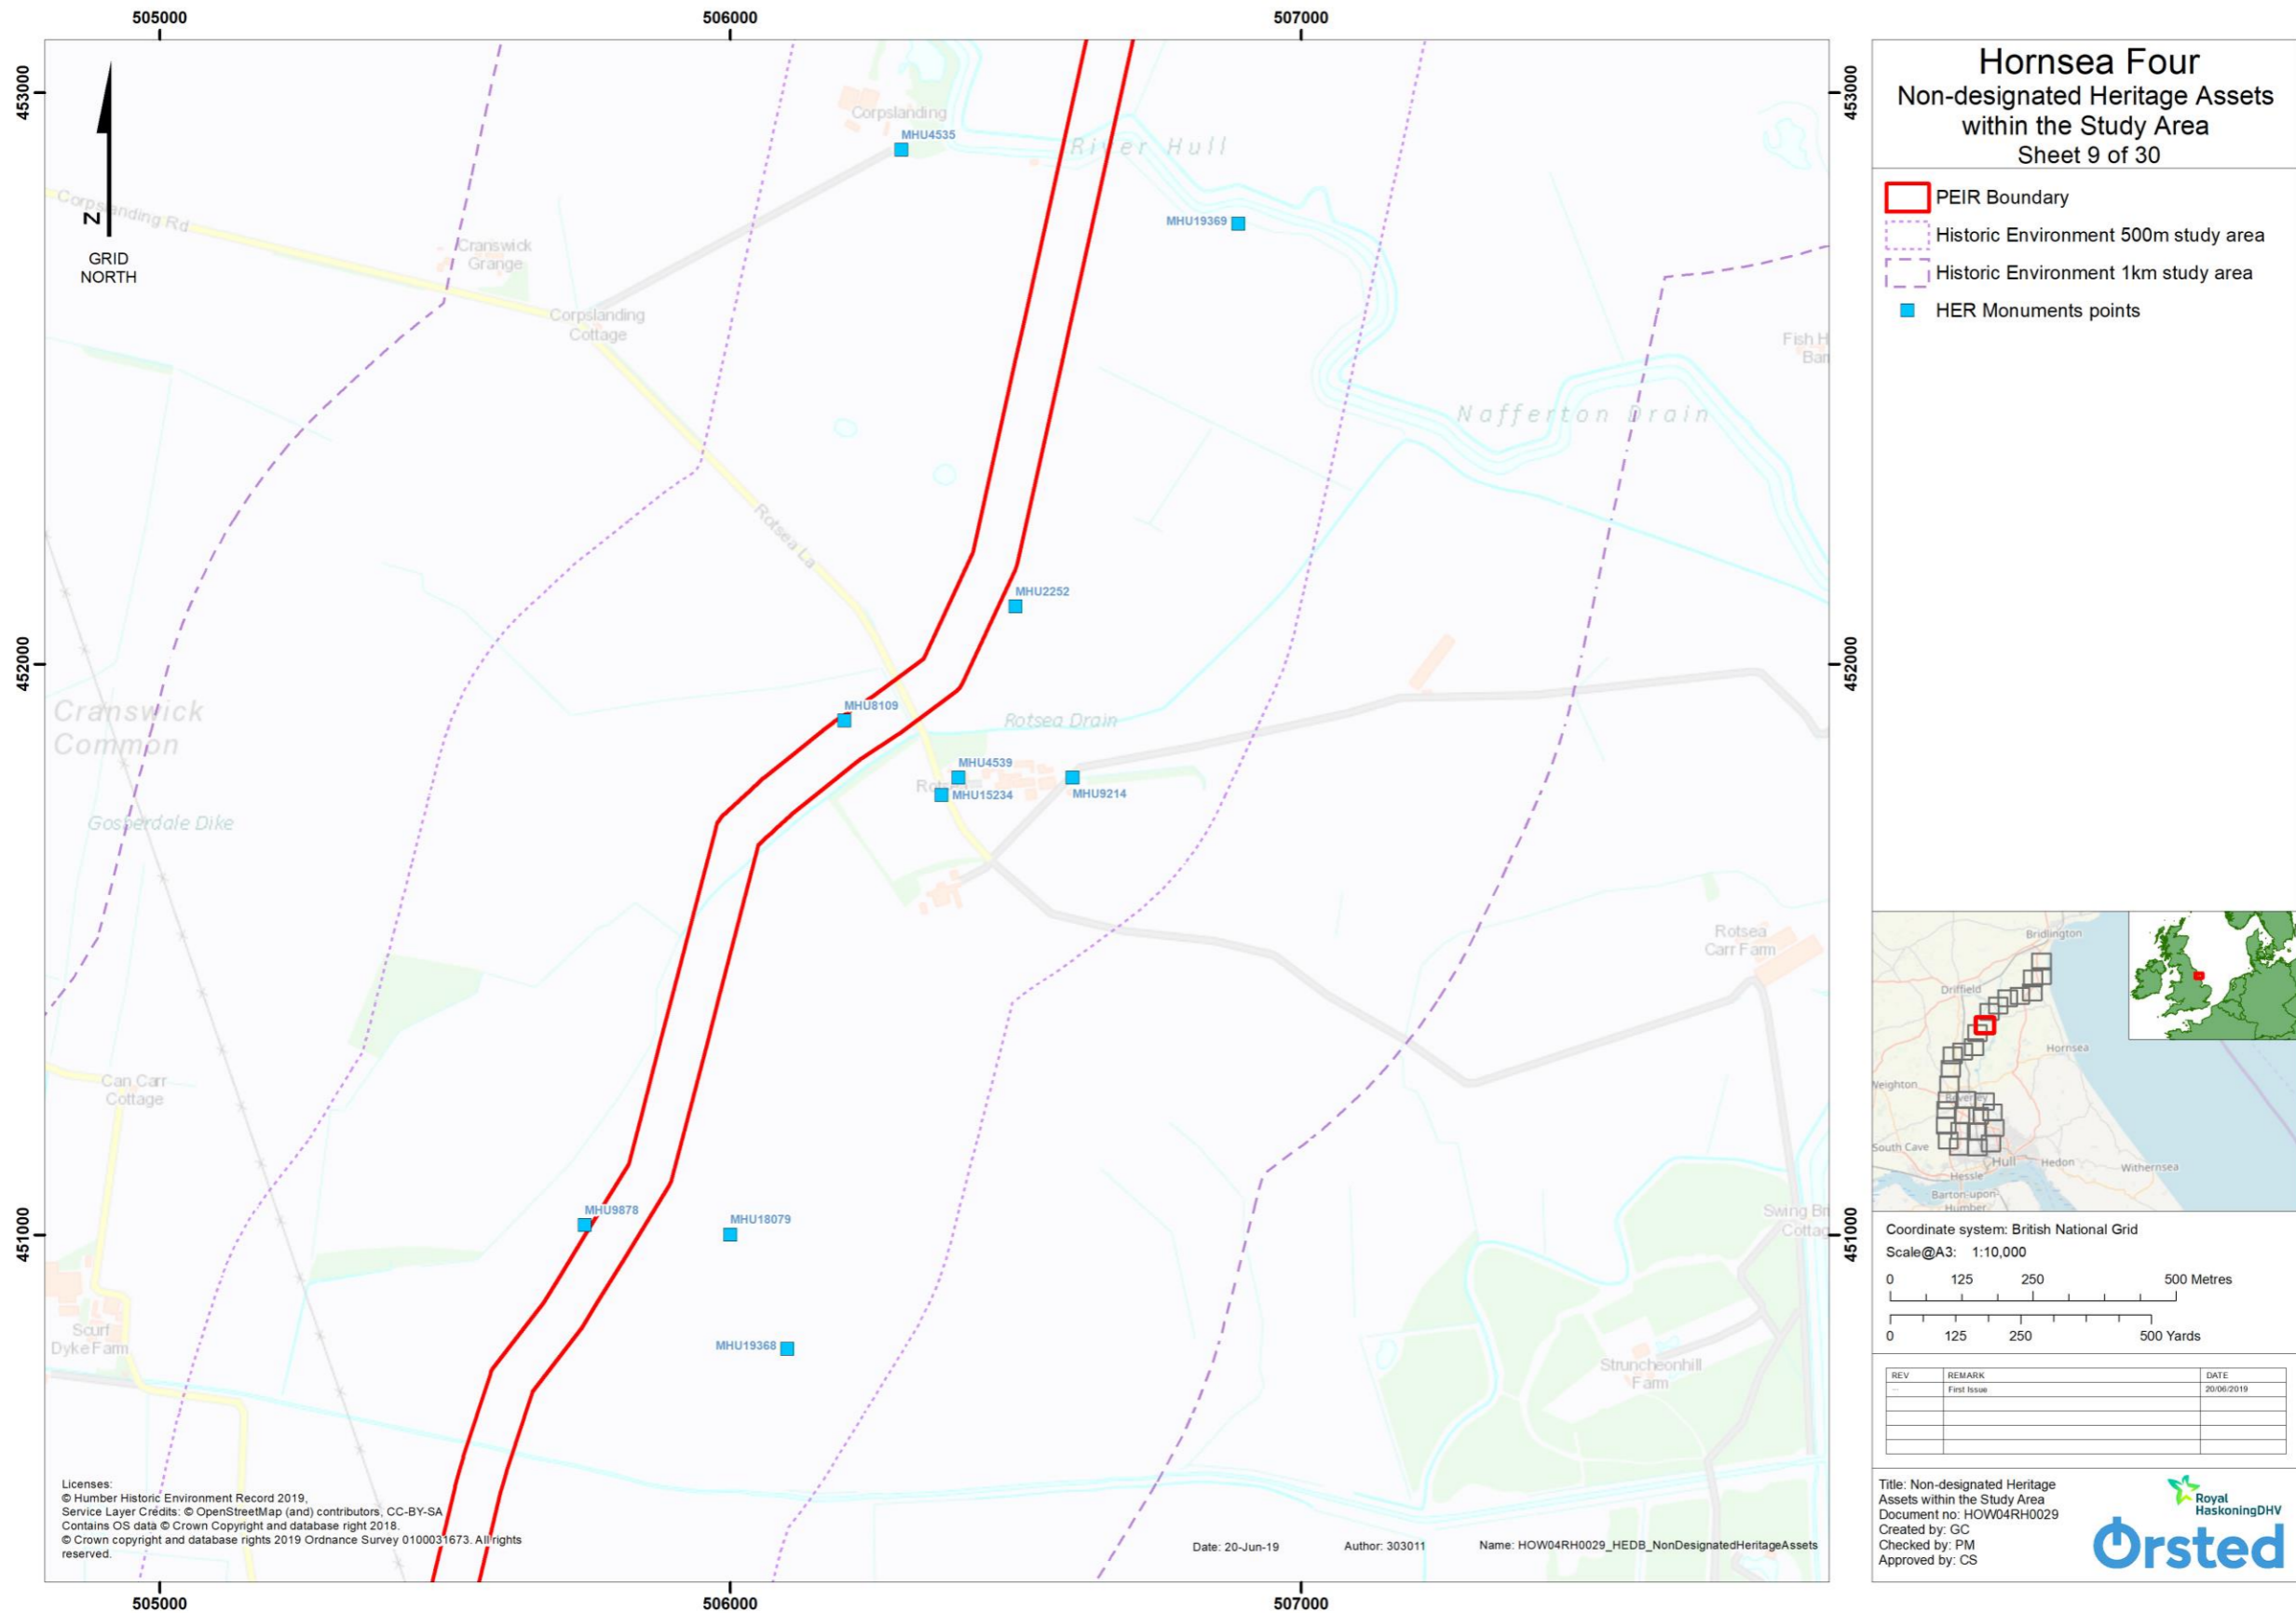 505000
506000
507000
453000
452000
451000
453000
452000
451000
505000
506000
507000
Z
GRID
NORTH
Corpslanding
MHU4535
River Hull
MHU19369
Corpslanding Rd
Cranswick
Grange
Corpslanding
Cottage
Nafferton Drain
Rotsea La
MHU2252
Cranswick
Common
MHU8109
Rotsea Drain
MHU4539
MHU15234
MHU9214
Gosberdale Dike
Rotsea
Carr Farm
Can Carr
Cottage
MHU9878
MHU18079
Scurf
Dyke Farm
MHU19368
Struncheonhill
Farm
Licenses:
© Humber Historic Environment Record 2019,
Service Layer Credits: © OpenStreetMap (and) contributors, CC-BY-SA
Contains OS data © Crown Copyright and database right 2018.
© Crown copyright and database rights 2019 Ordnance Survey 0100031673. All rights
reserved.
Date: 20-Jun-19 Author: 303011 Name: HOW04RH0029_HEDB_NonDesignatedHeritageAssets
Hornsea Four
Non-designated Heritage Assets
within the Study Area
Sheet 9 of 30
PEIR Boundary
Historic Environment 500m study area
Historic Environment 1km study area
HER Monuments points
Bridlington
Driffield
Hornsea
Weighton
Beverley
South Cave
Hull
Hedon
Withernsea
Hessle
Barton-upon-
Humber
Coordinate system: British National Grid
Scale@A3: 1:10,000
0 125 250 500 Metres
0 125 250 500 Yards
REV REMARK DATE
-- First Issue 20/06/2019
Title: Non-designated Heritage
Assets within the Study Area
Document no: HOW04RH0029
Created by: GC
Checked by: PM
Approved by: CS
Royal
HaskoningDHV
Ørsted